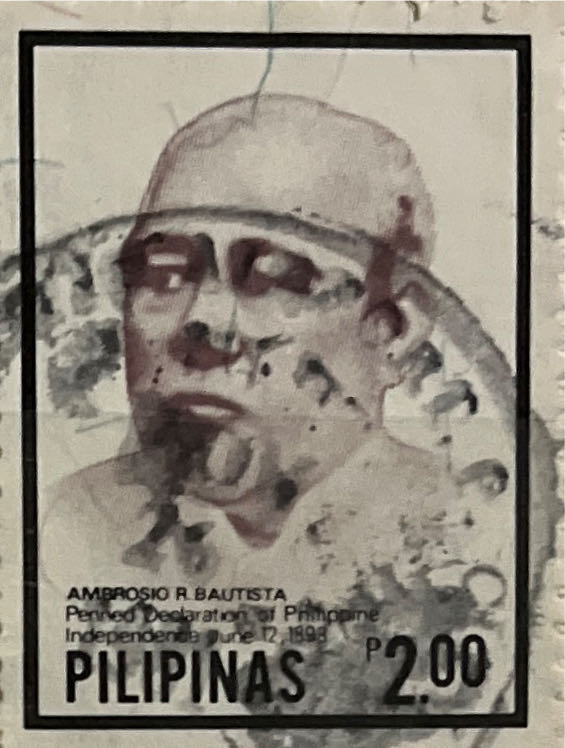 AMBROSIO R. BAUTISTA
Penned Declaration of Philippine
Independence June 12, 1898
PILIPINAS P2.00